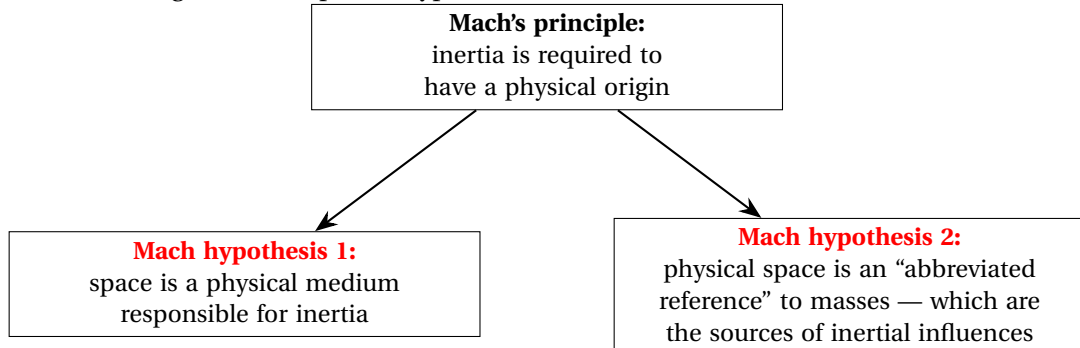 Mach's principle:
inertia is required to
have a physical origin
Mach hypothesis 1:
space is a physical medium
responsible for inertia
Mach hypothesis 2:
physical space is an “abbreviated
reference” to masses — which are
the sources of inertial influences